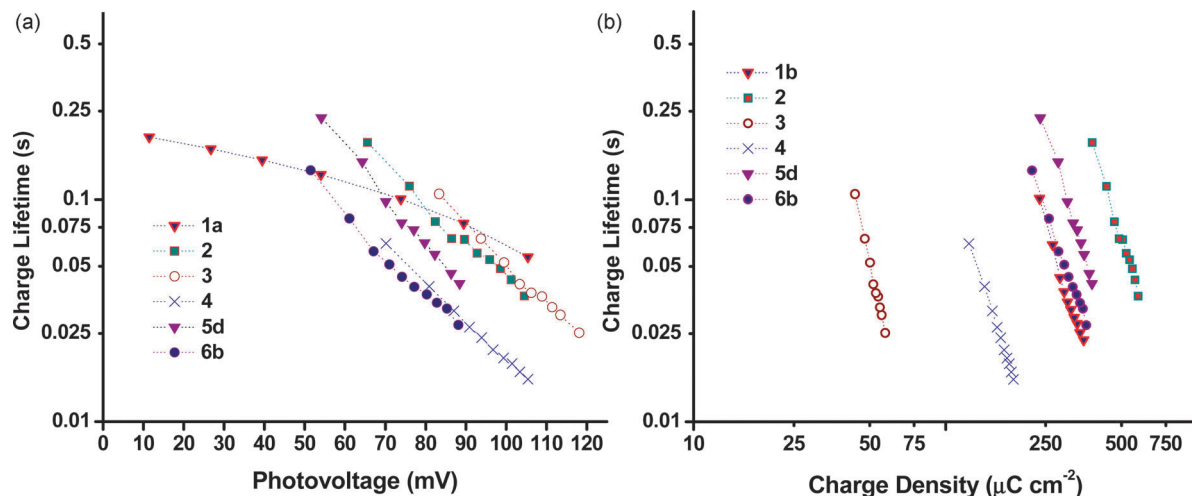 (a)
0.5
0.25
0.1
0.075
0.05
0.025
0.01
Charge Lifetime (s)
1a
2
3
4
5d
6b
0 10 20 30 40 50 60 70 80 90 100 110 120
Photovoltage (mV)
(b)
0.5
0.25
0.1
0.075
0.05
0.025
0.01
Charge Lifetime (s)
1b
2
3
4
5d
6b
10 25 50 75 250 500 750
Charge Density (μC cm⁻²)